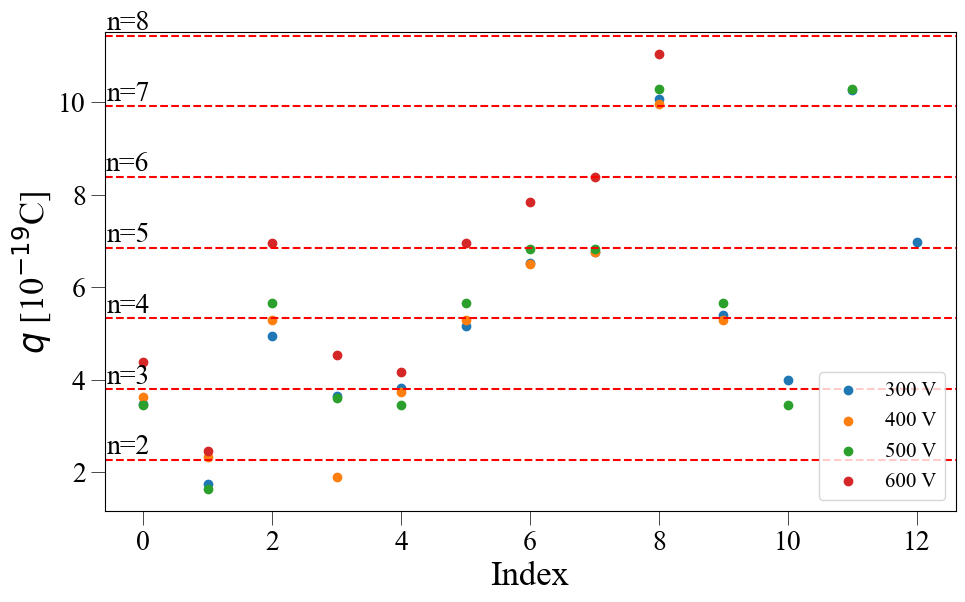 n=8
n=7
n=6
n=5
n=4
n=3
n=2
10
8
6
4
2
q [10⁻¹⁹C]
300 V
400 V
500 V
600 V
0 2 4 6 8 10 12
Index